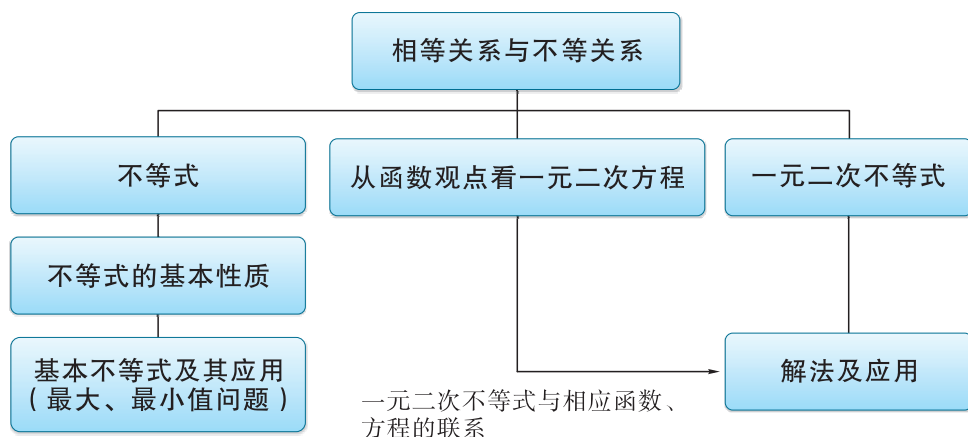 相等关系与不等关系
不等式
从函数观点看一元二次方程
一元二次不等式
不等式的基本性质
基本不等式及其应用
（最大、最小值问题）
解法及应用
一元二次不等式与相应函数、
方程的联系